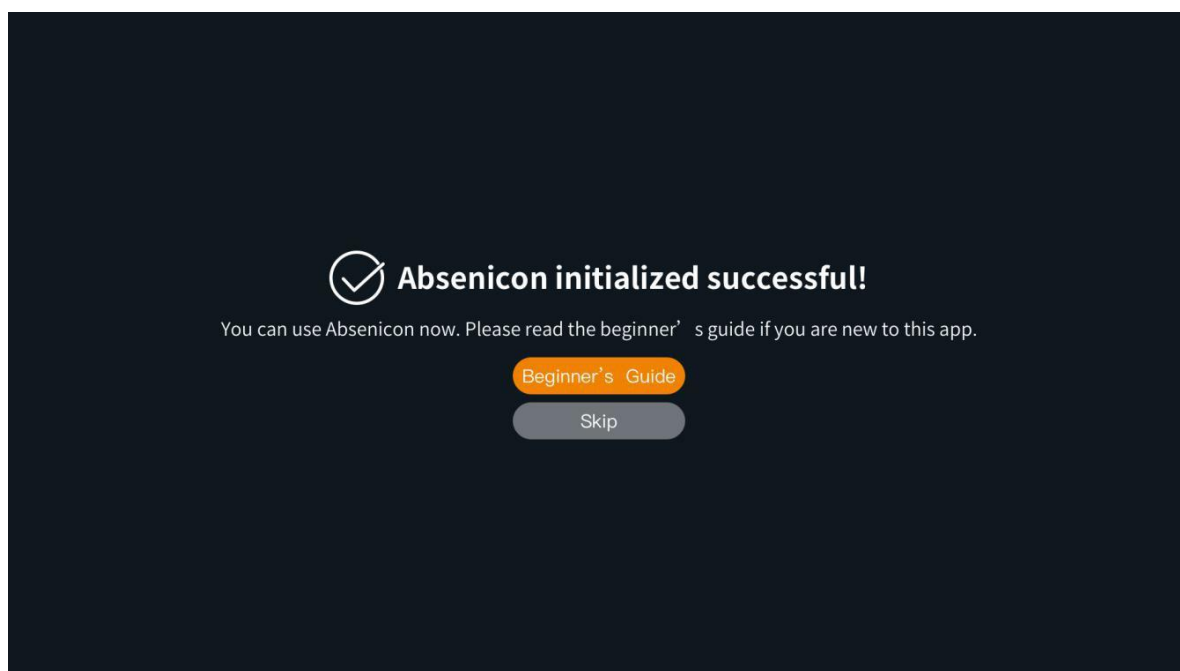 Absenicon initialized successful!
You can use Absenicon now. Please read the beginner’ s guide if you are new to this app.
Beginner’s Guide
Skip